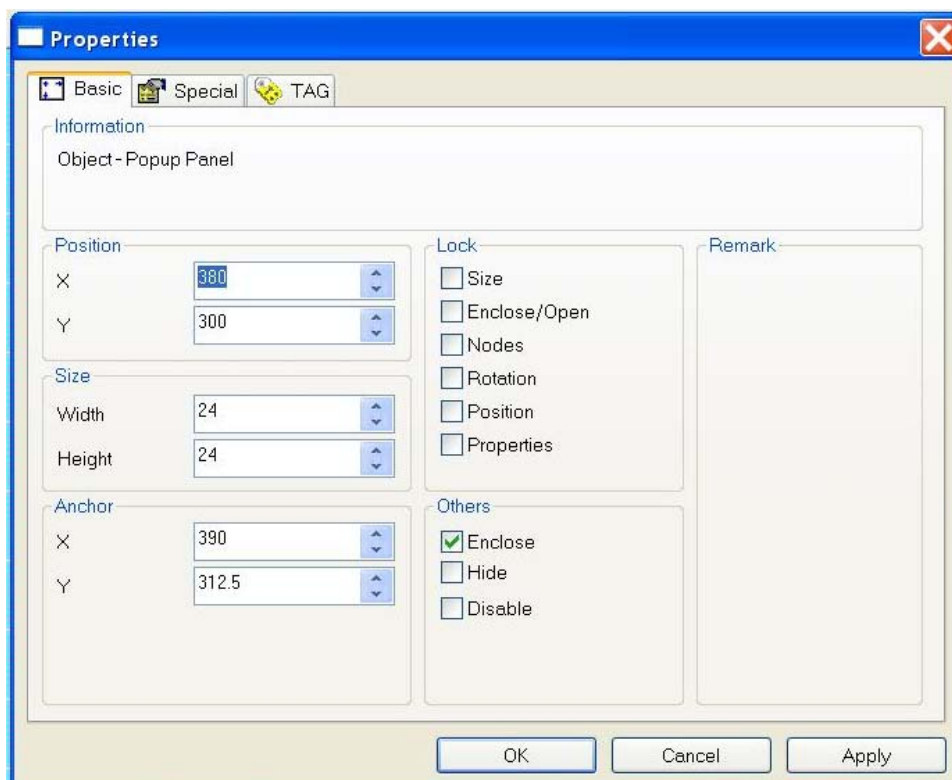 Properties
Basic Special TAG
Information
Object - Popup Panel
Position
X 380
Y 300
Size
Width 24
Height 24
Anchor
X 390
Y 312.5
Lock
Size
Enclose/Open
Nodes
Rotation
Position
Properties
Others
Enclose
Hide
Disable
Remark
OK Cancel Apply